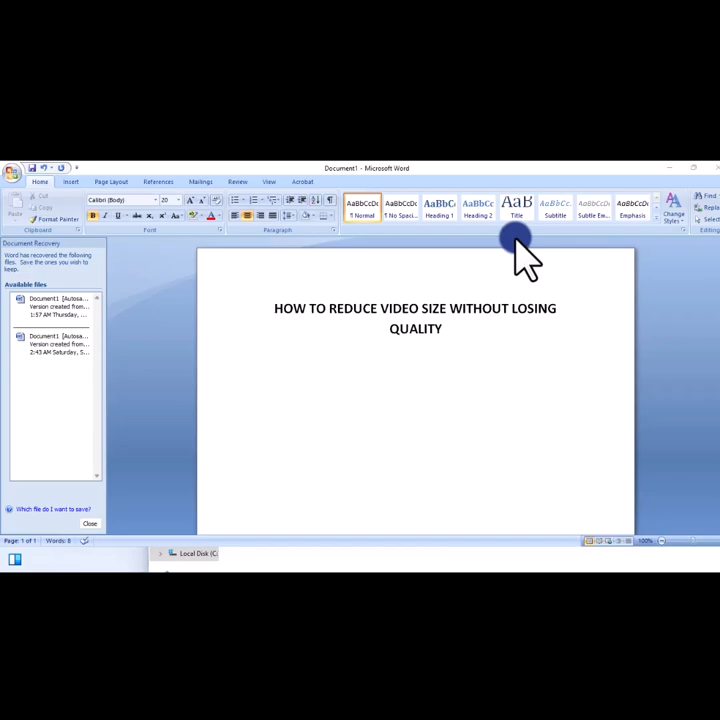 Document1 - Microsoft Word
Home Insert Page Layout References Mailings Review View Acrobat
Cut
Copy
Paste
Format Painter
Clipboard
Calibri (Body) 20
Font
Paragraph
AaBbCcDc AaBbCcDc AaBbC AaBbCc AaB AaBbCc. AaBbCcDc AaBbCcDc
¶ Normal ¶ No Spaci... Heading 1 Heading 2 Title Subtitle Subtle Em... Emphasis
Change
Styles
Styles
Find
Replac
Select
Editing
Document Recovery
Word has recovered the following
files. Save the ones you wish to
keep.
Available files
Document1 [Autosa...
Version created from...
1:57 AM Thursday, ...
Document1 [Autosa...
Version created from...
2:43 AM Saturday, S...
Which file do I want to save?
Close
HOW TO REDUCE VIDEO SIZE WITHOUT LOSING
QUALITY
Page: 1 of 1 Words: 8
100%
Local Disk (C: